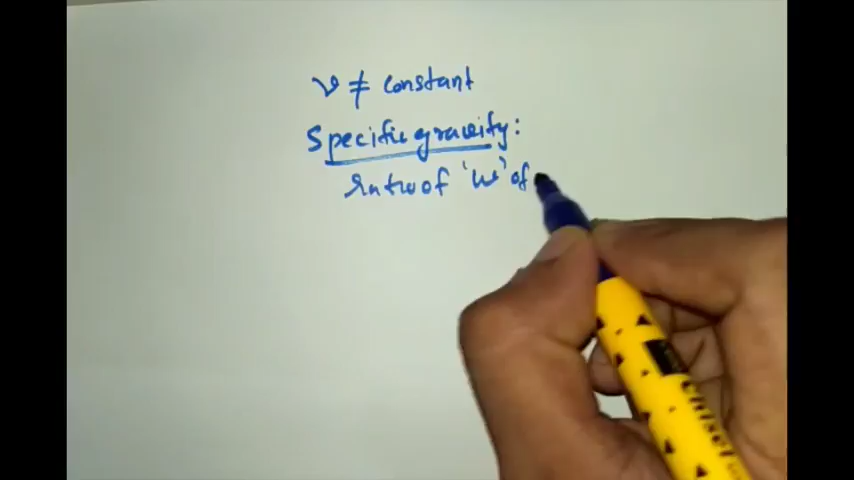 ν ≠ constant
Specific gravity:
ratio of 'w' of